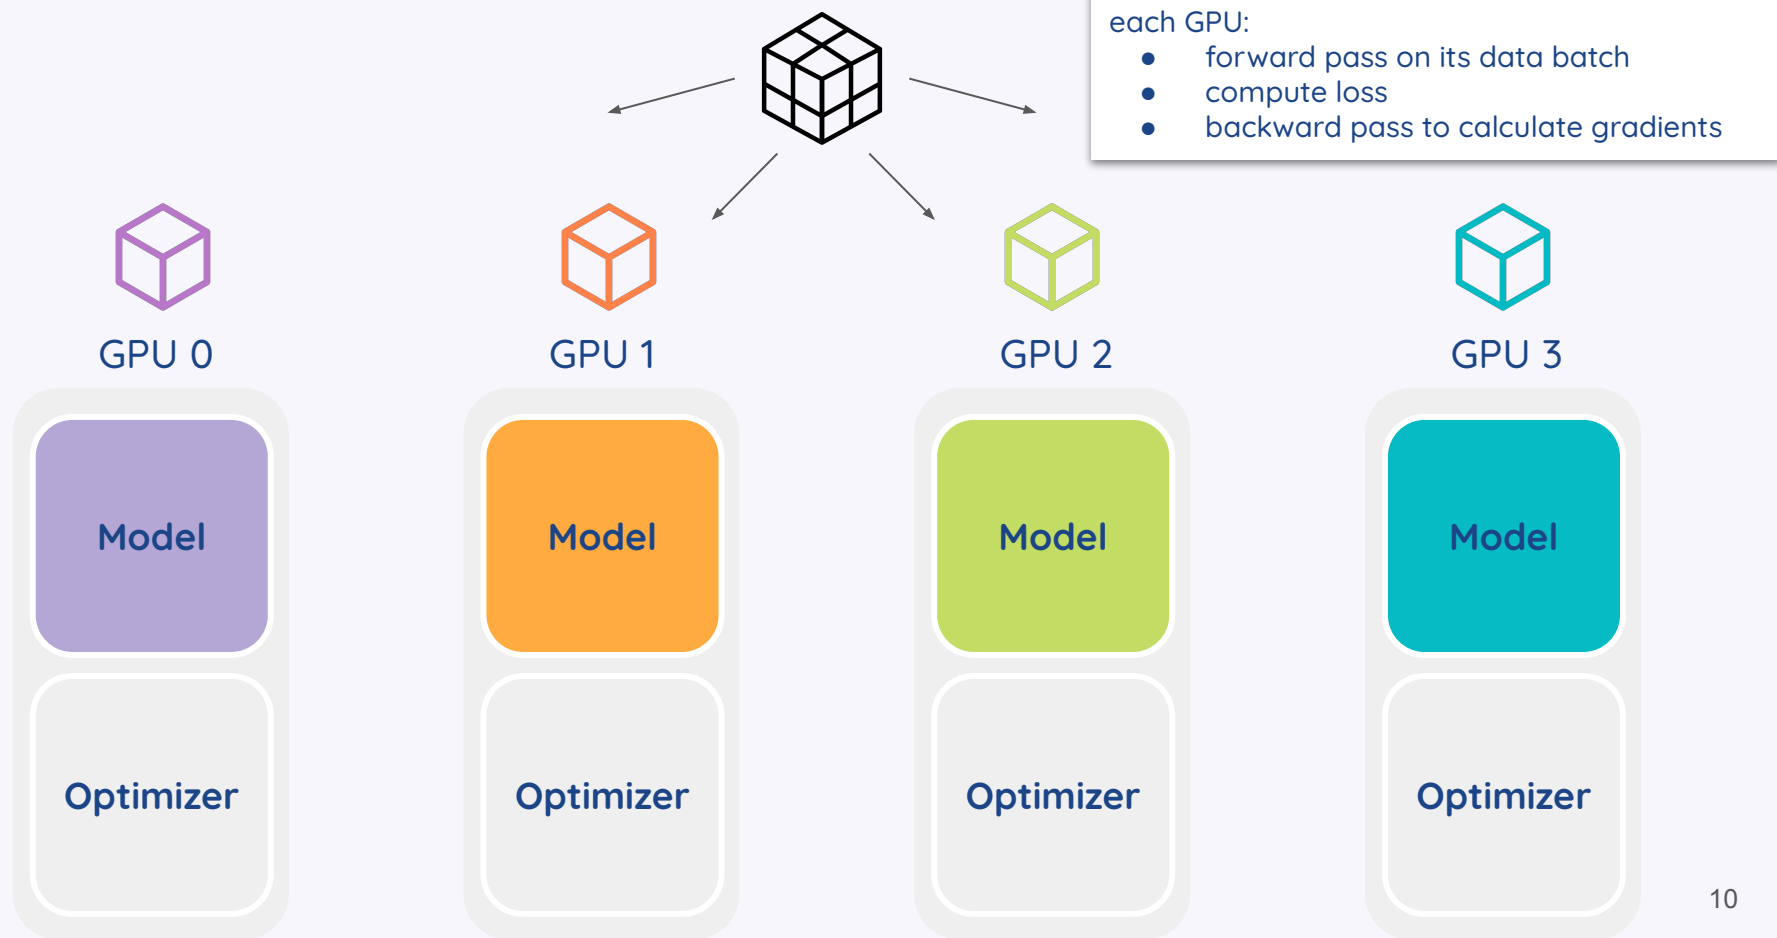 each GPU:
● forward pass on its data batch
● compute loss
● backward pass to calculate gradients
GPU 0
GPU 1
GPU 2
GPU 3
Model
Model
Model
Model
Optimizer
Optimizer
Optimizer
Optimizer
10